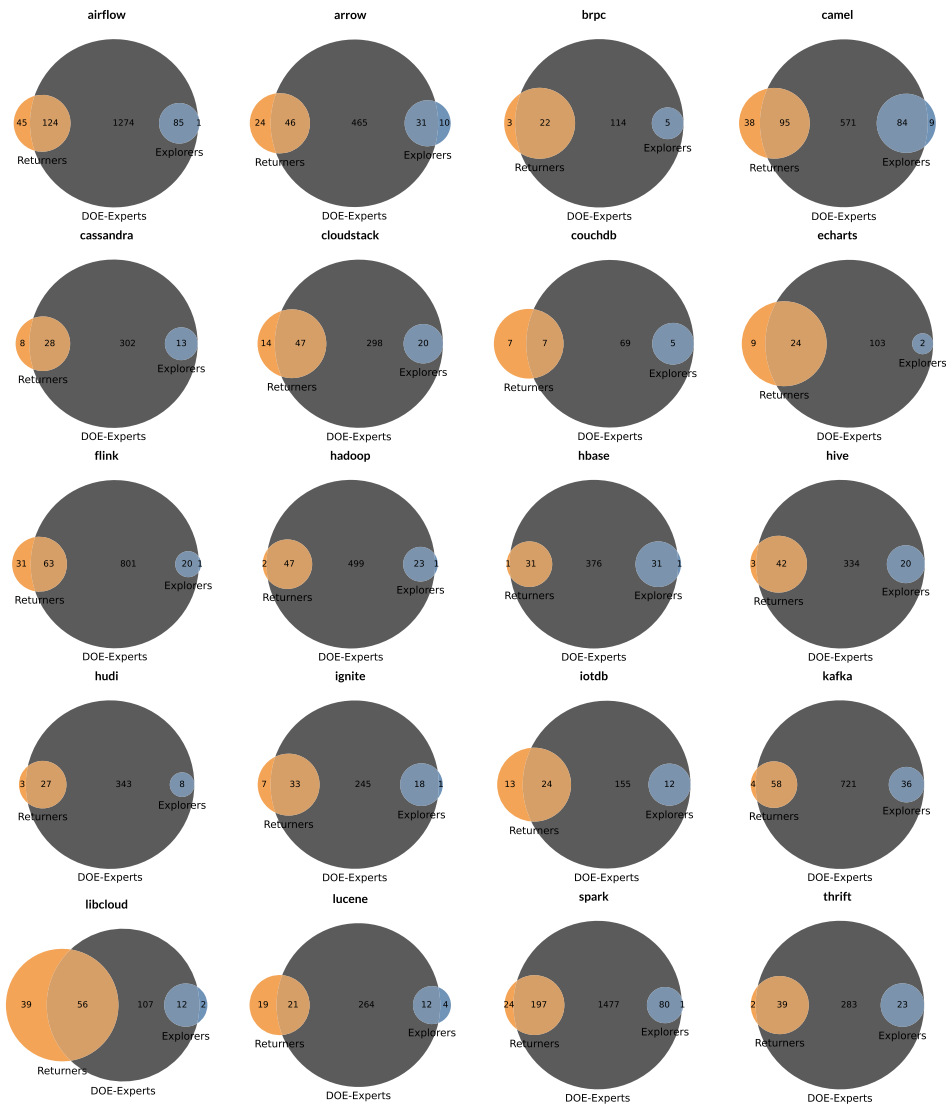 airflow arrow brpc camel
45 124 1274 85 1 24 46 465 31 10 3 22 114 5 38 95 571 84 9
Returners Explorers Returners Explorers Returners Explorers Returners Explorers
DOE-Experts DOE-Experts DOE-Experts DOE-Experts
cassandra cloudstack couchdb echarts
8 28 302 13 14 47 298 20 7 7 69 5 9 24 103 2
Returners Explorers Returners Explorers Returners Explorers Returners Explorers
DOE-Experts DOE-Experts DOE-Experts DOE-Experts
flink hadoop hbase hive
31 63 801 20 1 2 47 499 23 1 1 31 376 31 1 3 42 334 20
Returners Explorers Returners Explorers Returners Explorers Returners Explorers
DOE-Experts DOE-Experts DOE-Experts DOE-Experts
hudi ignite iotdb kafka
3 27 343 8 7 33 245 18 1 13 24 155 12 4 58 721 36
Returners Explorers Returners Explorers Returners Explorers Returners Explorers
DOE-Experts DOE-Experts DOE-Experts DOE-Experts
libcloud lucene spark thrift
39 56 107 12 2 19 21 264 12 4 24 197 1477 80 1 2 39 283 23
Returners Explorers Returners Explorers Returners Explorers Returners Explorers
DOE-Experts DOE-Experts DOE-Experts DOE-Experts